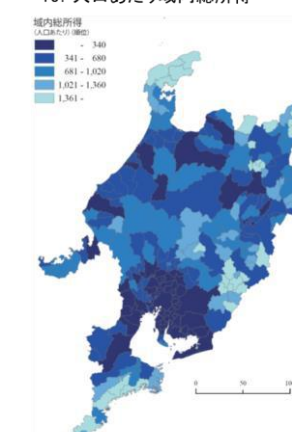 人口あたり域内総所得
域内総所得
(人口あたり) (順位)
- 340
341 - 680
681 - 1,020
1,021 - 1,360
1,361 -
0 50